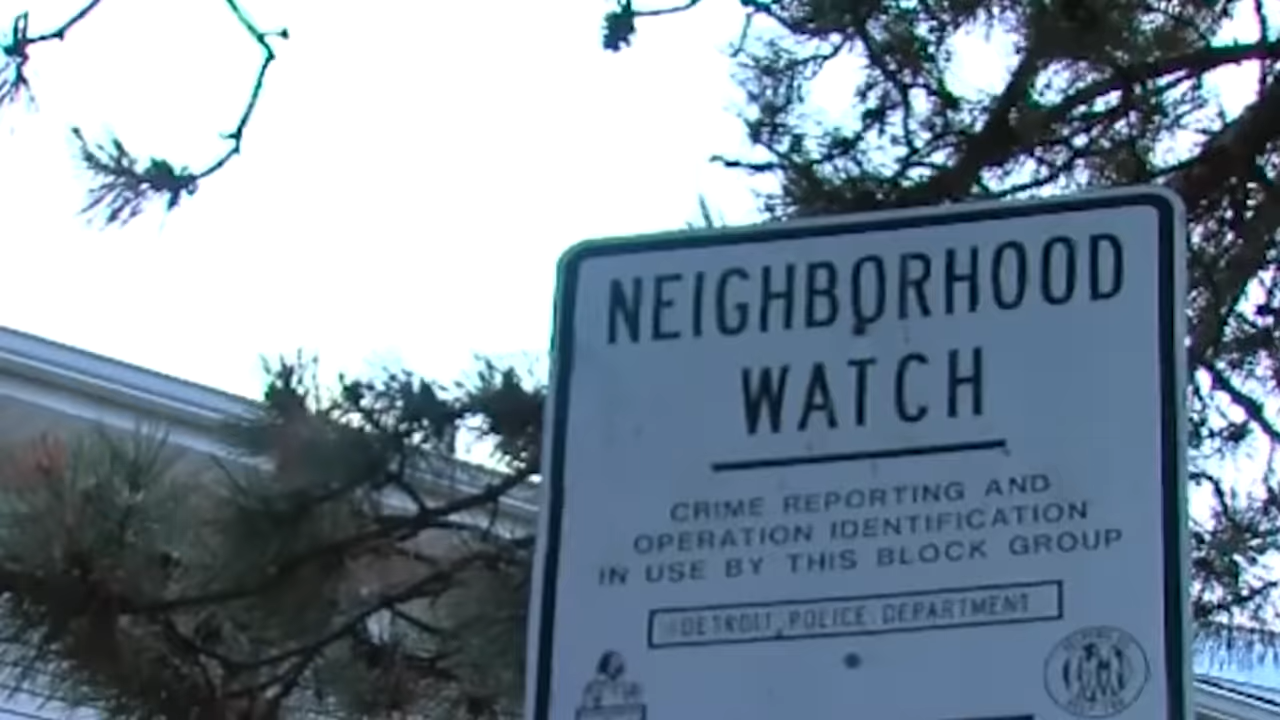 NEIGHBORHOOD
WATCH
CRIME REPORTING AND
OPERATION IDENTIFICATION
IN USE BY THIS BLOCK GROUP
DETROIT POLICE DEPARTMENT